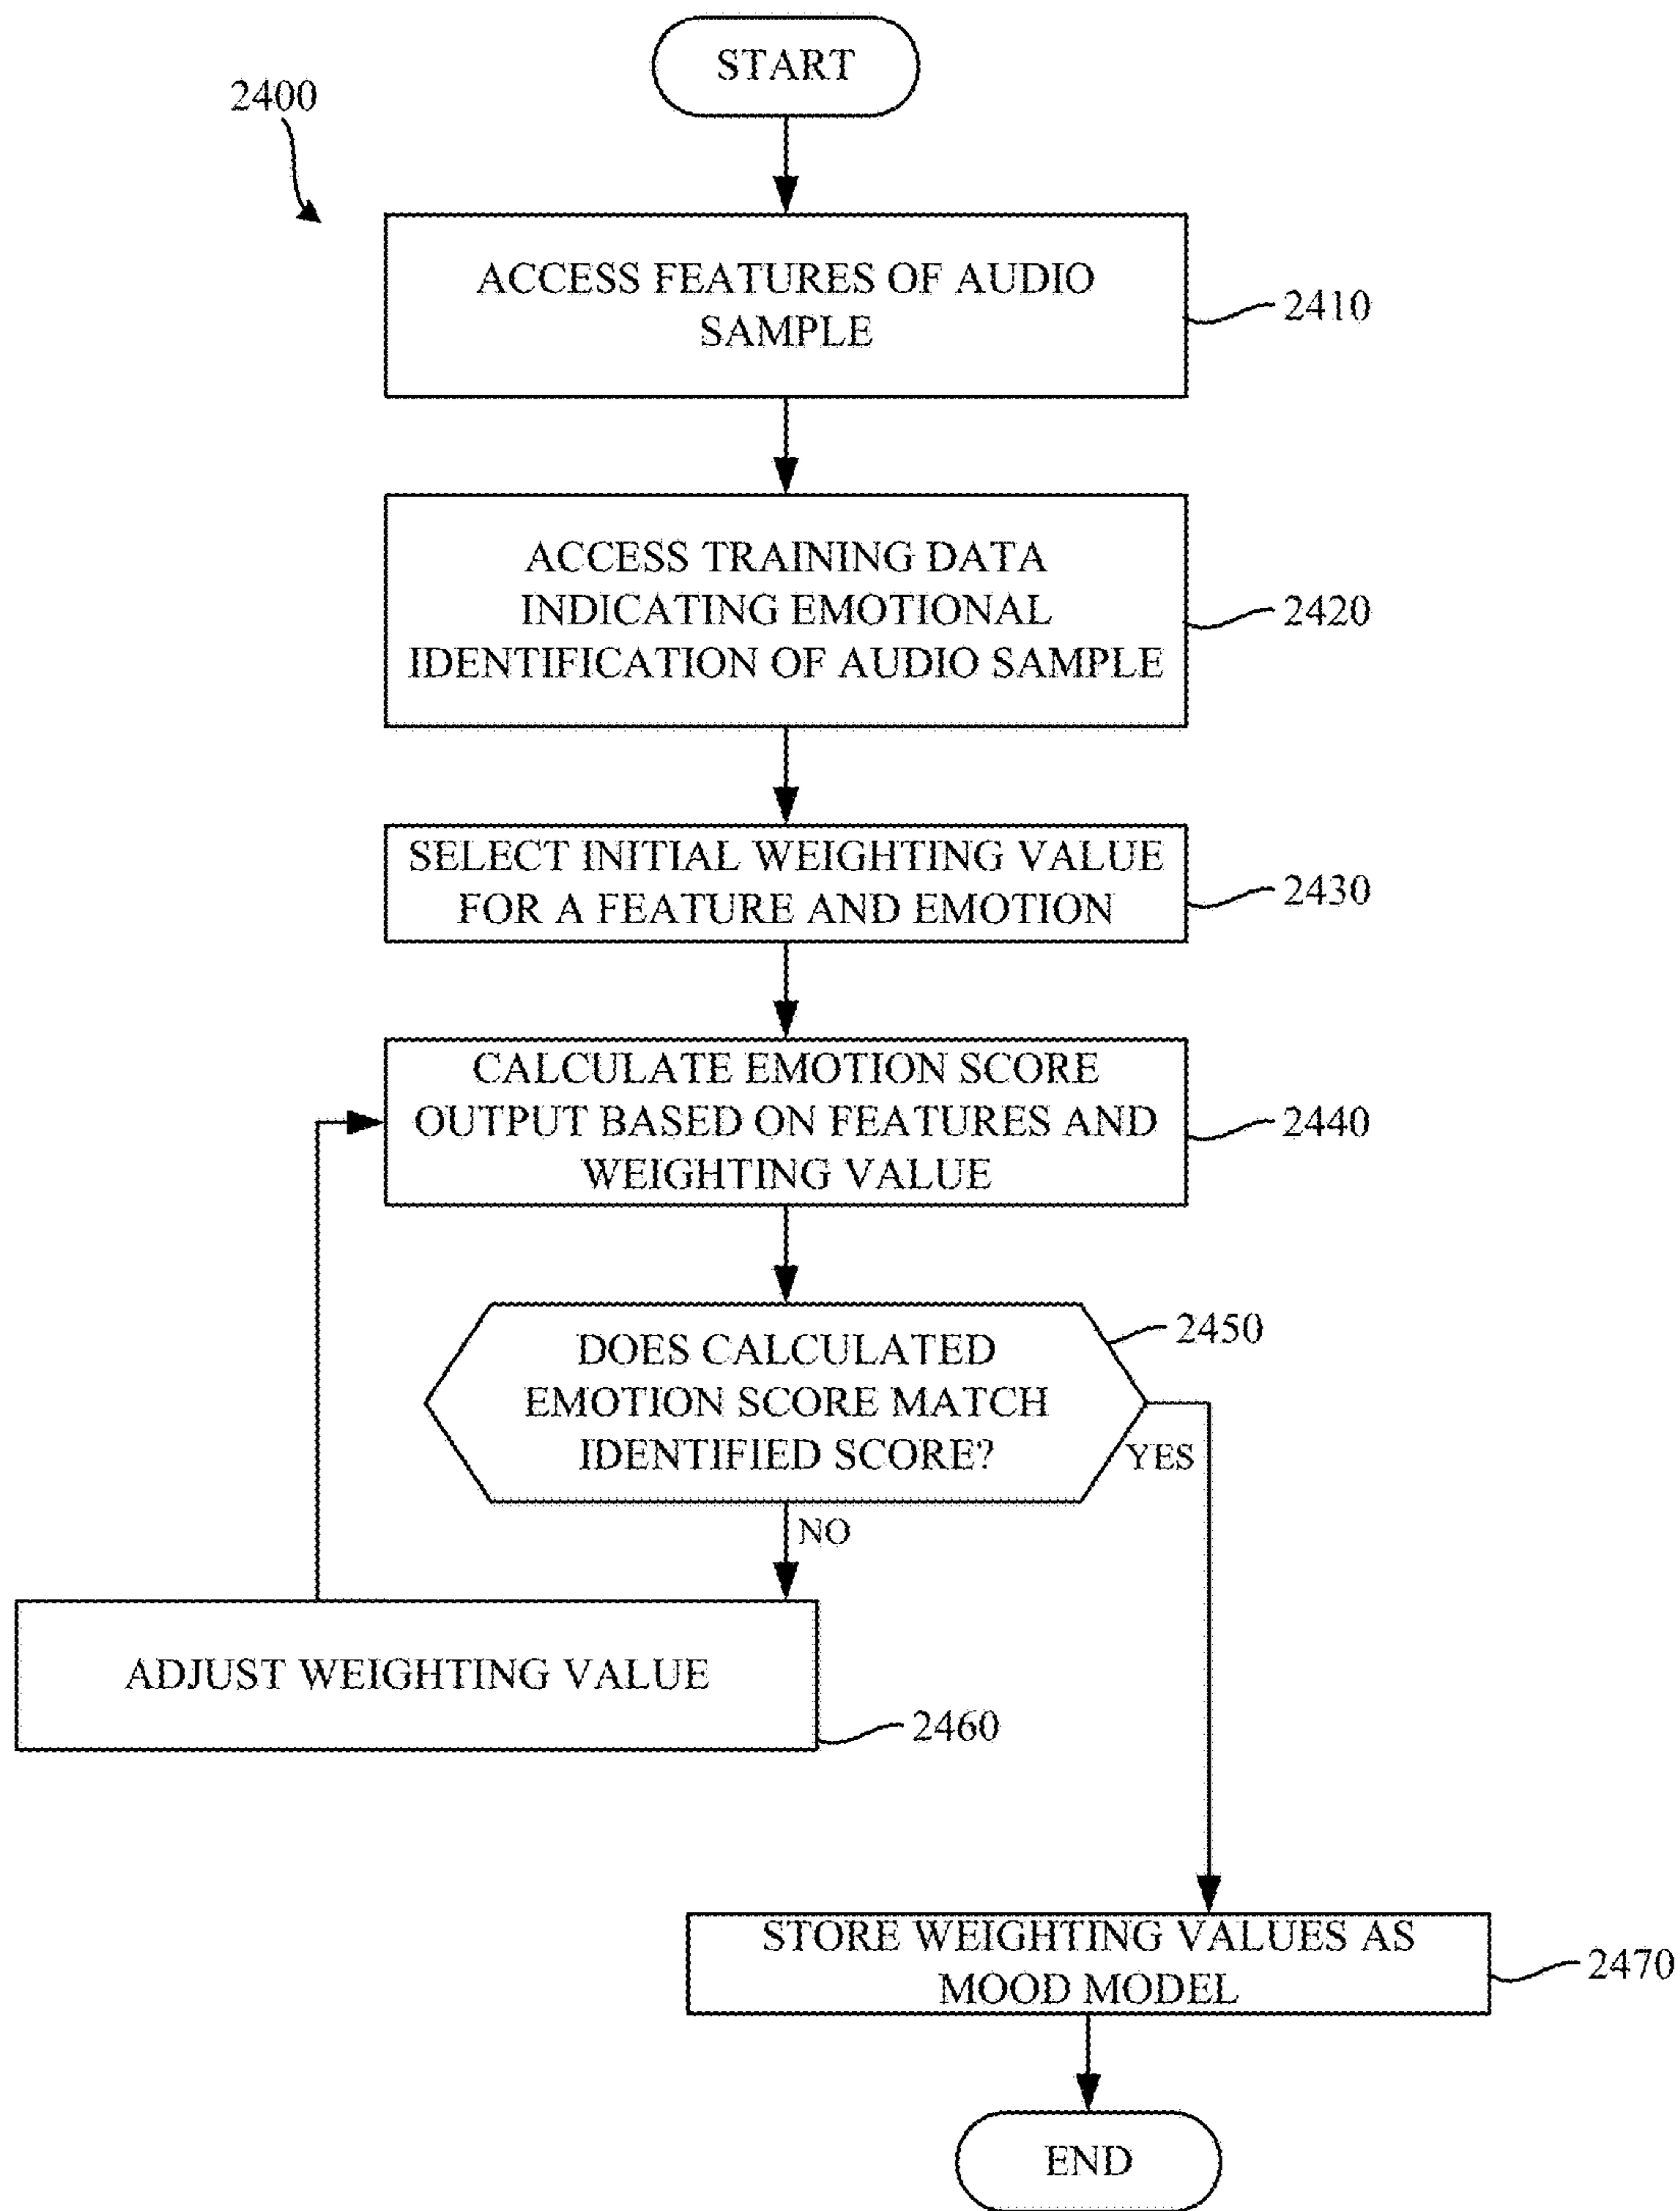 START
2400
ACCESS FEATURES OF AUDIO
SAMPLE
2410
ACCESS TRAINING DATA
INDICATING EMOTIONAL
IDENTIFICATION OF AUDIO SAMPLE
2420
SELECT INITIAL WEIGHTING VALUE
FOR A FEATURE AND EMOTION
2430
CALCULATE EMOTION SCORE
OUTPUT BASED ON FEATURES AND
WEIGHTING VALUE
2440
DOES CALCULATED
EMOTION SCORE MATCH
IDENTIFIED SCORE?
2450
YES
NO
ADJUST WEIGHTING VALUE
2460
STORE WEIGHTING VALUES AS
MOOD MODEL
2470
END